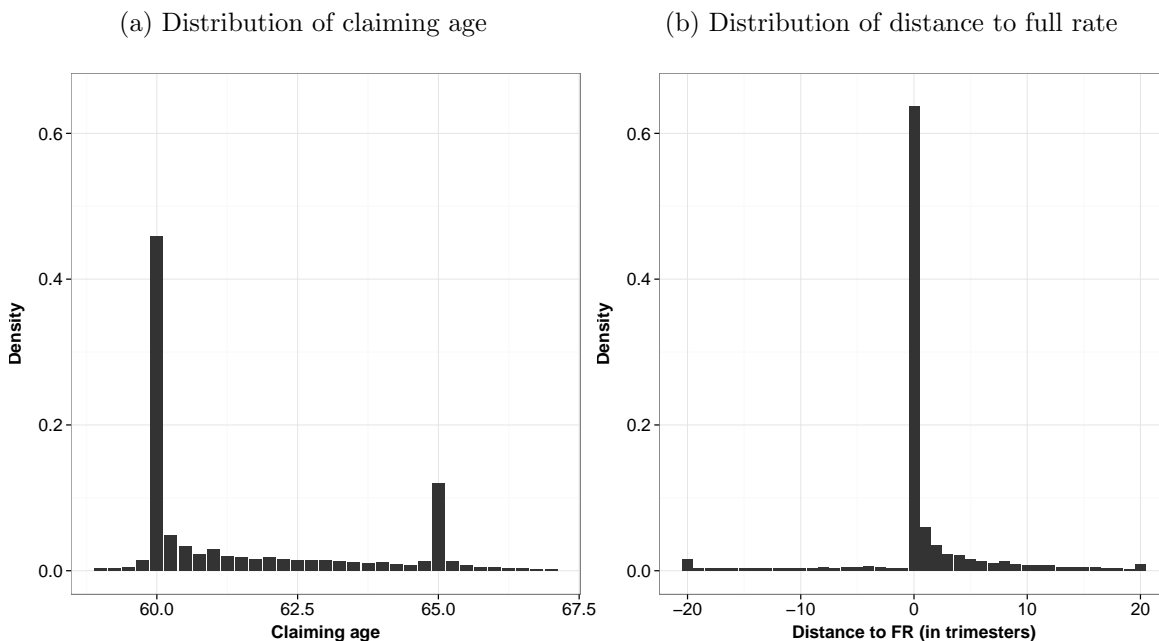 (a) Distribution of claiming age
(b) Distribution of distance to full rate
0.6
0.4
0.2
0.0
Density
60.0
62.5
65.0
67.5
Claiming age
0.6
0.4
0.2
0.0
Density
−20
−10
0
10
20
Distance to FR (in trimesters)